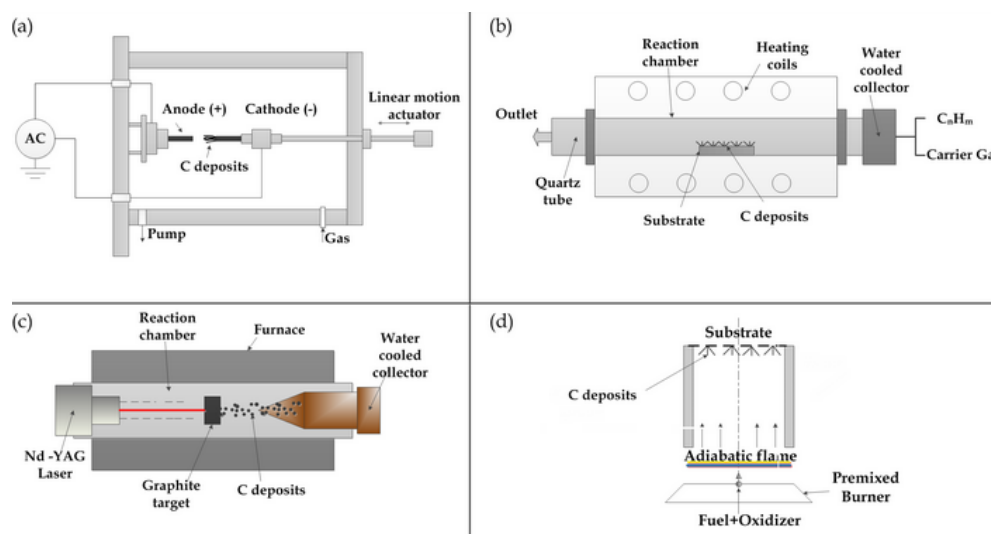 (a)
Anode (+)
Cathode (-)
Linear motion
actuator
AC
C deposits
Pump
Gas
(b)
Reaction
chamber
Heating
coils
Water
cooled
collector
Outlet
CnHm
Carrier Ga
Quartz
tube
Substrate
C deposits
(c)
Reaction
chamber
Furnace
Water
cooled
collector
Nd -YAG
Laser
Graphite
target
C deposits
(d)
Substrate
C deposits
Adiabatic flame
Premixed
Burner
Fuel+Oxidizer